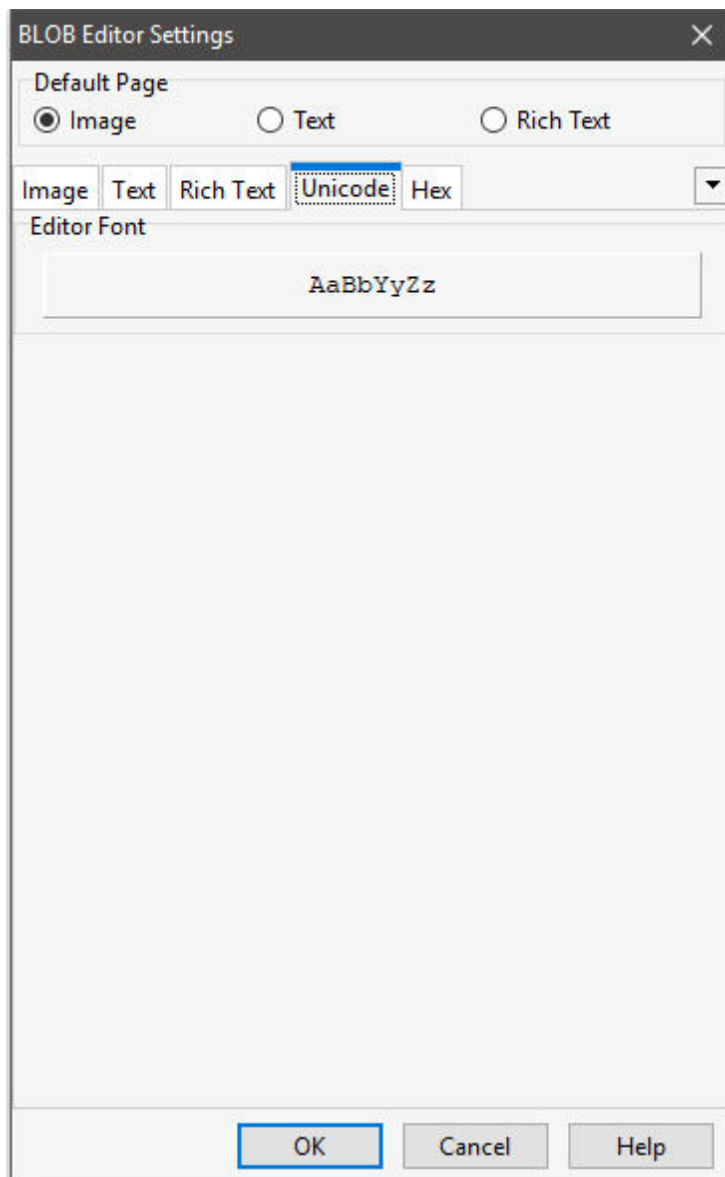 BLOB Editor Settings
Default Page
Image Text Rich Text
Image Text Rich Text Unicode Hex
Editor Font
AaBbYyZz
OK Cancel Help